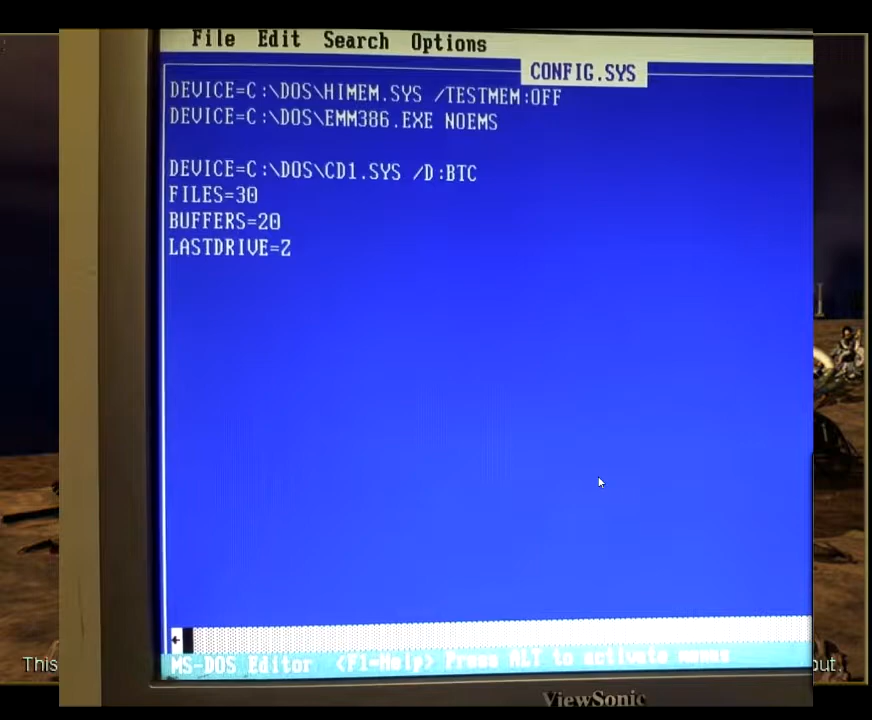 File Edit Search Options
CONFIG.SYS
DEVICE=C:\DOS\HIMEM.SYS /TESTMEM:OFF
DEVICE=C:\DOS\EMM386.EXE NOEMS
DEVICE=C:\DOS\CD1.SYS /D:BTC
FILES=30
BUFFERS=20
LASTDRIVE=Z
This
out.
MS-DOS Editor <F1=Help> Press ALT to activate menus
ViewSonic